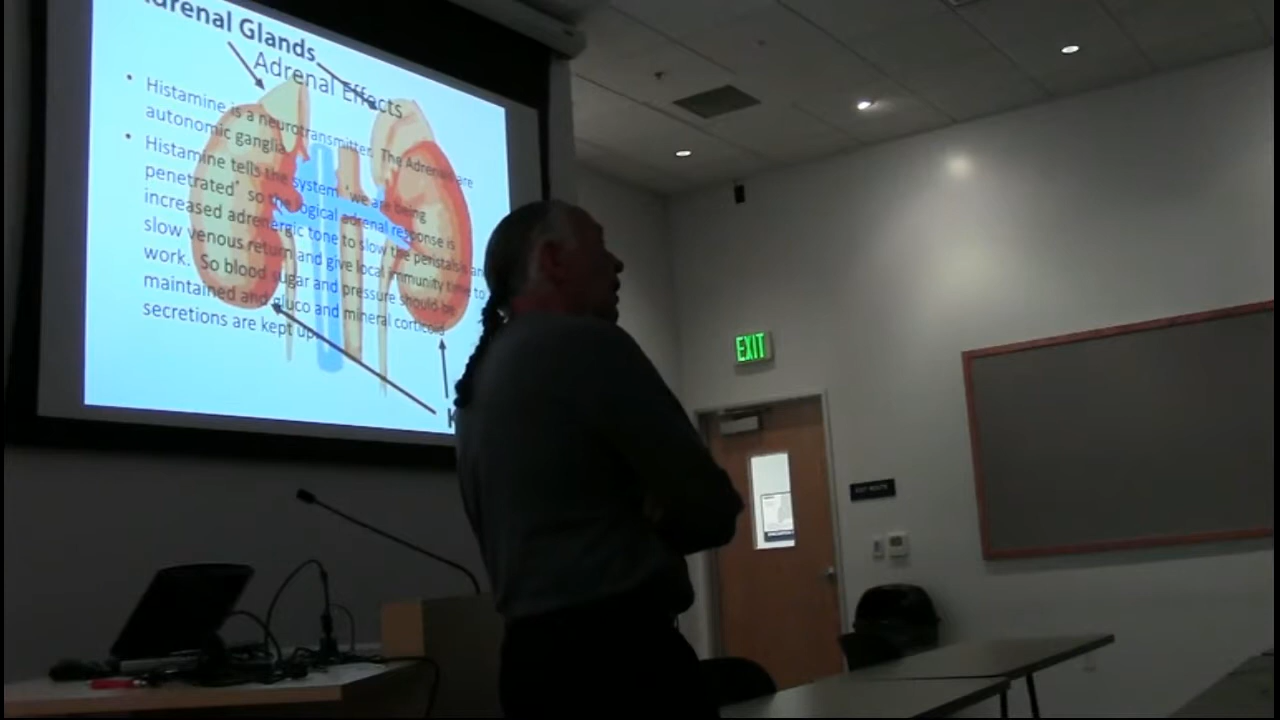 drenal Glands
Adrenal Effects
• Histamine is a neurotransmitter. The Adrenals are
autonomic ganglia.
• Histamine tells the system 'we are being
penetrated' so the logical adrenal response is
increased adrenergic tone to slow the peristalsis an
slow venous return and give local immunity time to
work. So blood sugar and pressure should be
maintained and gluco and mineral corticoid
secretions are kept up.
K
EXIT